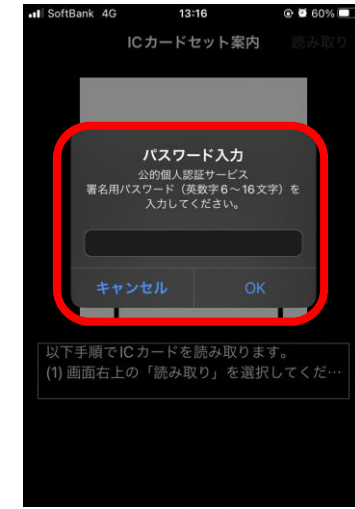 SoftBank 4G 13:16 60%
ICカードセット案内 読み取り
パスワード入力
公的個人認証サービス
署名用パスワード（英数字6～16文字）を
入力してください。
キャンセル OK
以下手順でICカードを読み取ります。
(1) 画面右上の「読み取り」を選択してくだ…